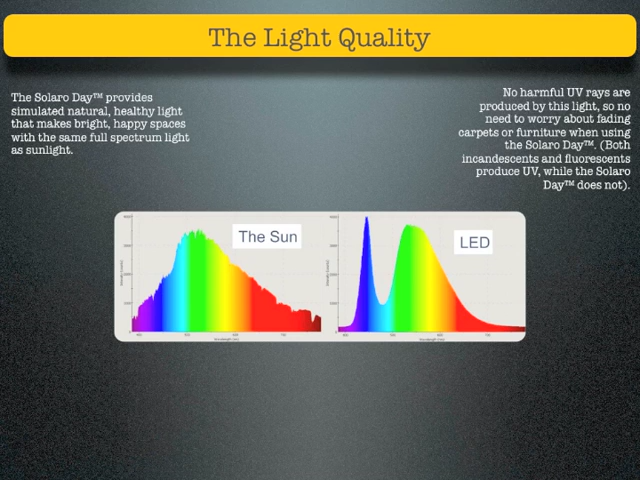 The Light Quality
The Solaro Day™ provides
simulated natural, healthy light
that makes bright, happy spaces
with the same full spectrum light
as sunlight.
No harmful UV rays are
produced by this light, so no
need to worry about fading
carpets or furniture when using
the Solaro Day™. (Both
incandescents and fluorescents
produce UV, while the Solaro
Day™ does not).
The Sun
LED